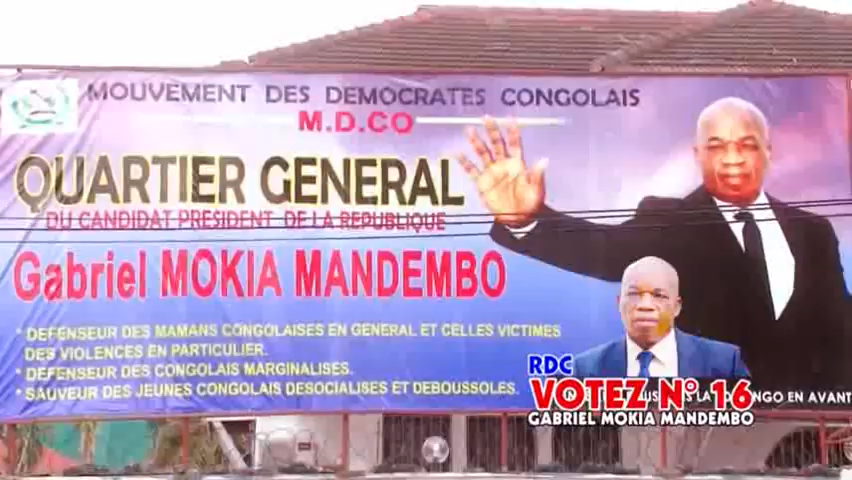 MOUVEMENT DES DEMOCRATES CONGOLAIS
M.D.CO
QUARTIER GENERAL
DU CANDIDAT PRESIDENT DE LA REPUBLIQUE
Gabriel MOKIA MANDEMBO
* DEFENSEUR DES MAMANS CONGOLAISES EN GENERAL ET CELLES VICTIMES
DES VIOLENCES EN PARTICULIER.
* DEFENSEUR DES CONGOLAIS MARGINALISES.
* SAUVEUR DES JEUNES CONGOLAIS DESOCIALISES ET DEBOUSSOLES.
EN AVANT
RDC
VOTEZ N° 16
GABRIEL MOKIA MANDEMBO